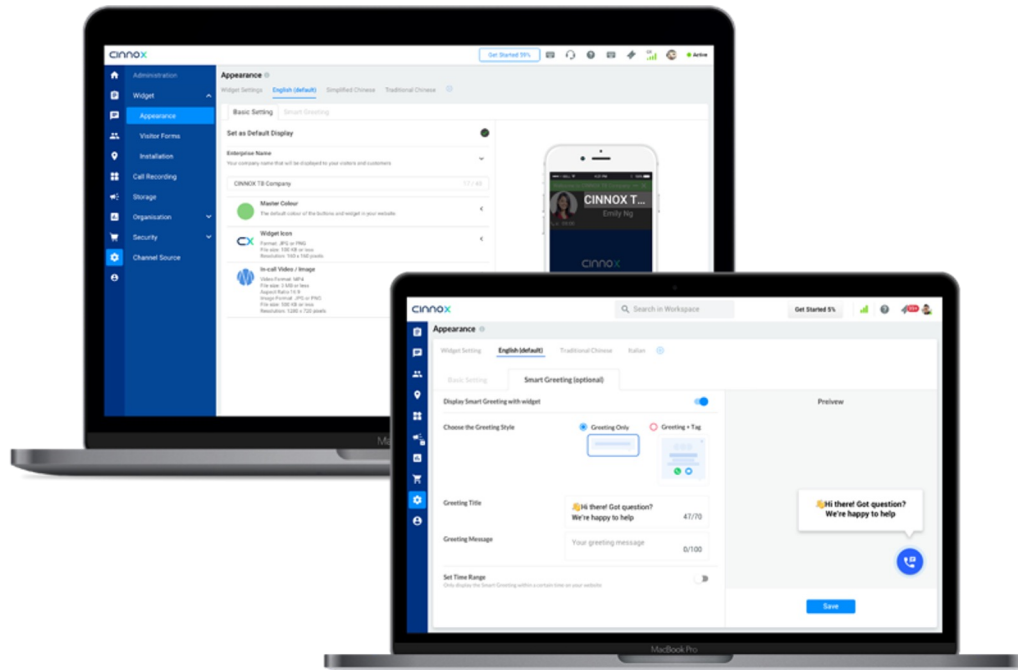 CINNOX
Get Started 59%
Active
Administration
Widget
Appearance
Visitor Forms
Installation
Call Recording
Storage
Organisation
Security
Channel Source
Appearance
Widget Settings
English (default)
Simplified Chinese
Traditional Chinese
Basic Setting
Smart Greeting
Set as Default Display
Enterprise Name
Your company name that will be displayed to your visitors and customers
CINNOX TB Company
Master Colour
The default colour of the buttons and widget in your website
CX
Widget Icon
Format: JPG or PNG
File size: 500 KB or less
Resolution: 160 x 160 pixels
In-call Video / Image
Video Format: MP4
File size: 3 MB or less
Aspect Ratio 16:9
Image Format: JPG or PNG
File size: 500 KB or less
Resolution: 1280 x 720 pixels
CINNOX T...
Emily Ng
CINNOX
CINNOX
Search in Workspace
Get Started 5%
99+
Appearance
Widget Setting
English(default)
Traditional Chinese
Italian
Basic Setting
Smart Greeting (optional)
Display Smart Greeting with widget
Choose the Greeting Style
Greeting Only
Greeting + Tag
Greeting Title
👋Hi there! Got question?
We're happy to help
47/70
Greeting Message
Your greeting message
0/100
Set Time Range
Only display the Smart Greeting within a certain time on your website.
Preivew
👋Hi there! Got question?
We're happy to help
Save
MacBook Pro